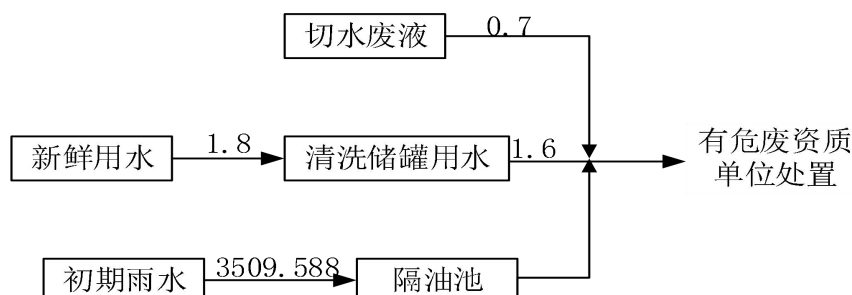 切水废液
0.7
新鲜用水
1.8
清洗储罐用水
1.6
有危废资质
单位处置
初期雨水
3509.588
隔油池